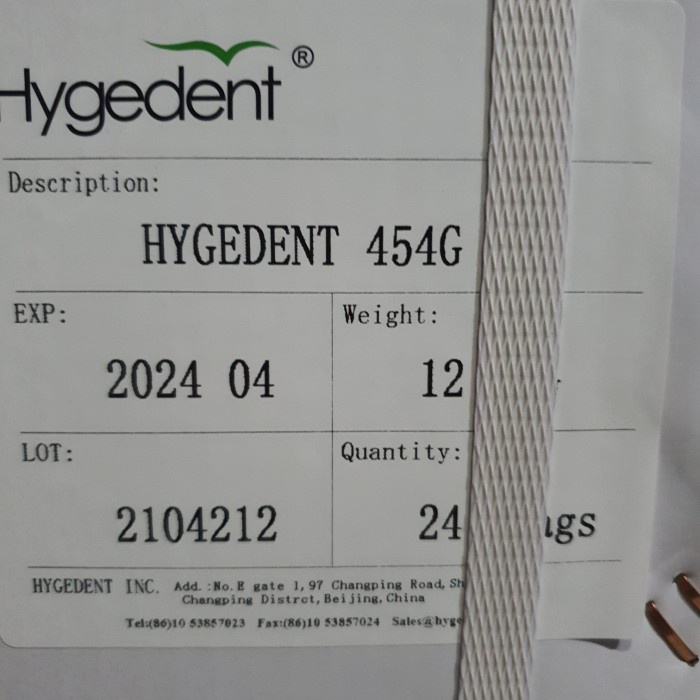 Hygedent®
Description:
HYGEDENT 454G
EXP: Weight:
2024 04 12
LOT: Quantity:
2104212 24
HYGEDENT INC. Add.:No.E gate 1,97 Changping Road,
Changping Distrct,Beijing,China
Tel:(86)10 53857023 Fax:(86)10 53857024